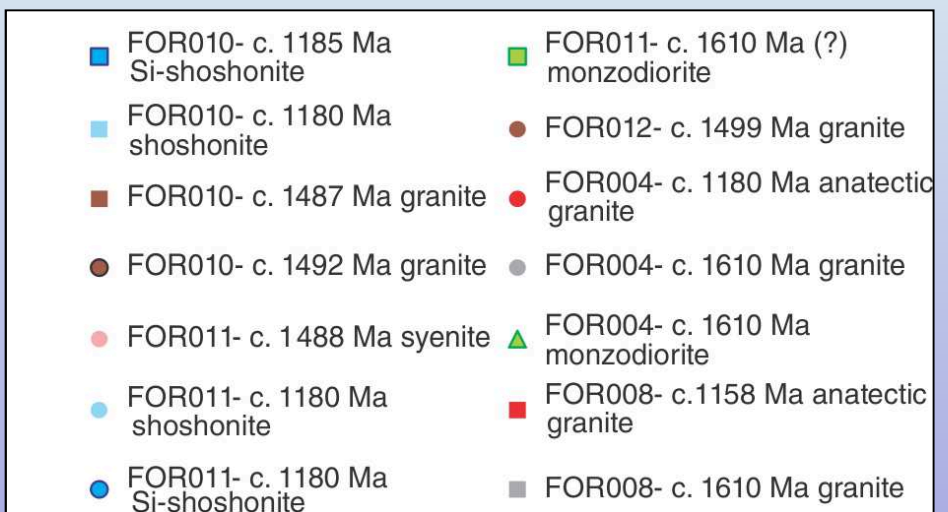 FOR010- c. 1185 Ma
Si-shoshonite
FOR010- c. 1180 Ma
shoshonite
FOR010- c. 1487 Ma granite
FOR010- c. 1492 Ma granite
FOR011- c. 1488 Ma syenite
FOR011- c. 1180 Ma
shoshonite
FOR011- c. 1180 Ma
Si-shoshonite
FOR011- c. 1610 Ma (?)
monzodiorite
FOR012- c. 1499 Ma granite
FOR004- c. 1180 Ma anatectic
granite
FOR004- c. 1610 Ma granite
FOR004- c. 1610 Ma
monzodiorite
FOR008- c.1158 Ma anatectic
granite
FOR008- c. 1610 Ma granite